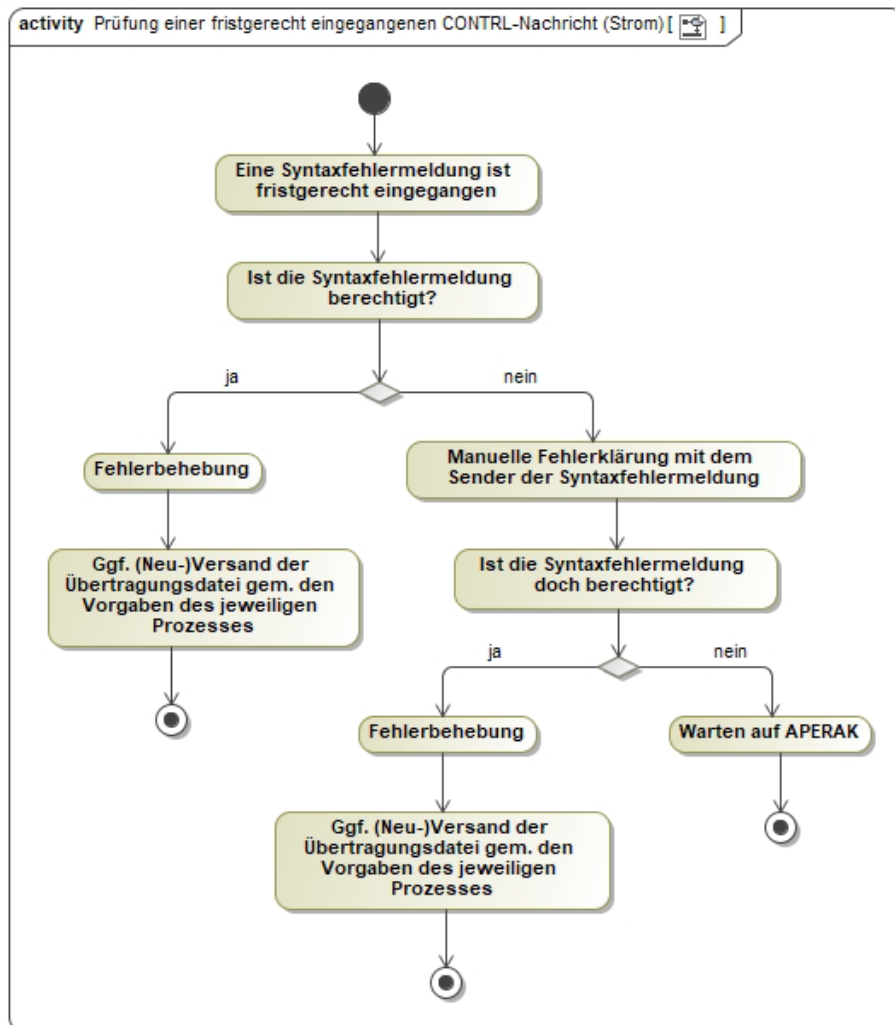 activity Prüfung einer fristgerecht eingegangenen CONTRL-Nachricht (Strom) [ ]
Eine Syntaxfehlermeldung ist
fristgerecht eingegangen
Ist die Syntaxfehlermeldung
berechtigt?
ja
nein
Fehlerbehebung
Manuelle Fehlerklärung mit dem
Sender der Syntaxfehlermeldung
Ggf. (Neu-)Versand der
Übertragungsdatei gem. den
Vorgaben des jeweiligen
Prozesses
Ist die Syntaxfehlermeldung
doch berechtigt?
ja
nein
Fehlerbehebung
Warten auf APERAK
Ggf. (Neu-)Versand der
Übertragungsdatei gem. den
Vorgaben des jeweiligen
Prozesses